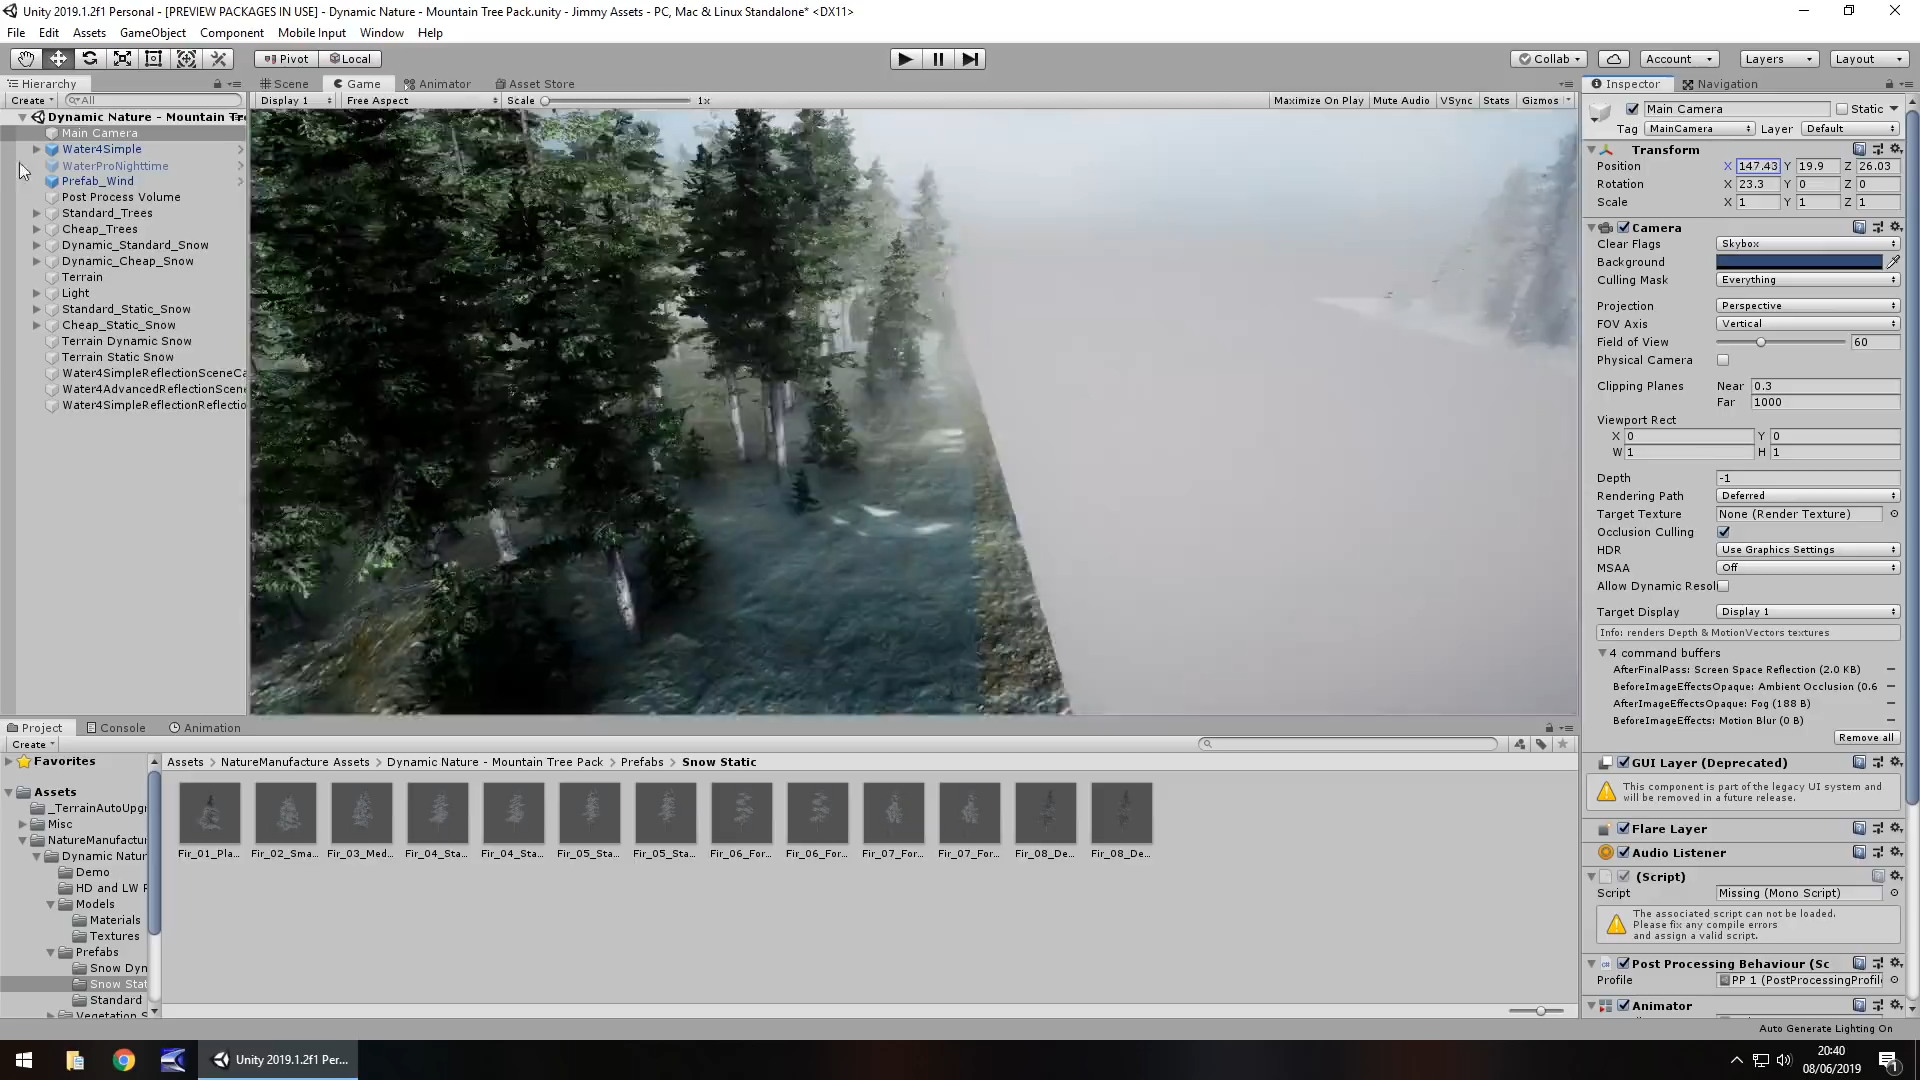 Unity 2019.1.2f1 Personal - [PREVIEW PACKAGES IN USE] - Dynamic Nature - Mountain Tree Pack.unity - Jimmy Assets - PC, Mac & Linux Standalone* <DX11>
File Edit Assets GameObject Component Mobile Input Window Help
Pivot Local Collab Account Layers Layout
Hierarchy Scene Game Animator Asset Store Inspector Navigation
Create All Display 1 Free Aspect Scale 1x Maximize On Play Mute Audio VSync Stats Gizmos
Dynamic Nature - Mountain Tre
Main Camera
Water4Simple
WaterProNighttime
Prefab_Wind
Post Process Volume
Standard_Trees
Cheap_Trees
Dynamic_Standard_Snow
Dynamic_Cheap_Snow
Terrain
Light
Standard_Static_Snow
Cheap_Static_Snow
Terrain Dynamic Snow
Terrain Static Snow
Water4SimpleReflectionSceneCa
Water4AdvancedReflectionScene
Water4SimpleReflectionReflectio
Main Camera Static
Tag MainCamera Layer Default
Transform
Position X 147.43 Y 19.9 Z 26.03
Rotation X 23.3 Y 0 Z 0
Scale X 1 Y 1 Z 1
Camera
Clear Flags Skybox
Background
Culling Mask Everything
Projection Perspective
FOV Axis Vertical
Field of View 60
Physical Camera
Clipping Planes Near 0.3
Far 1000
Viewport Rect
X 0 Y 0
W 1 H 1
Depth -1
Rendering Path Deferred
Target Texture None (Render Texture)
Occlusion Culling
HDR Use Graphics Settings
MSAA Off
Allow Dynamic Resol
Target Display Display 1
Info: renders Depth & MotionVectors textures
4 command buffers
AfterFinalPass: Screen Space Reflection (2.0 KB)
BeforeImageEffectsOpaque: Ambient Occlusion (0.6
AfterImageEffectsOpaque: Fog (188 B)
BeforeImageEffects: Motion Blur (0 B)
Remove all
GUI Layer (Deprecated)
This component is part of the legacy UI system and
will be removed in a future release.
Flare Layer
Audio Listener
(Script)
Script Missing (Mono Script)
The associated script can not be loaded.
Please fix any compile errors
and assign a valid script.
Post Processing Behaviour (Sc
Profile PP 1 (PostProcessingProfil
Animator
Project Console Animation
Create
Favorites
Assets
_TerrainAutoUpgr
Misc
NatureManufactu
Dynamic Natur
Demo
HD and LW F
Models
Materials
Textures
Prefabs
Snow Dyn
Snow Stat
Standard
Vegetation S
Assets > NatureManufacture Assets > Dynamic Nature - Mountain Tree Pack > Prefabs > Snow Static
Fir_01_Pla... Fir_02_Sma... Fir_03_Med... Fir_04_Sta... Fir_04_Sta... Fir_05_Sta... Fir_05_Sta... Fir_06_For... Fir_06_For... Fir_07_For... Fir_07_For... Fir_08_De... Fir_08_De...
Auto Generate Lighting On
Unity 2019.1.2f1 Per...
20:40
08/06/2019
1